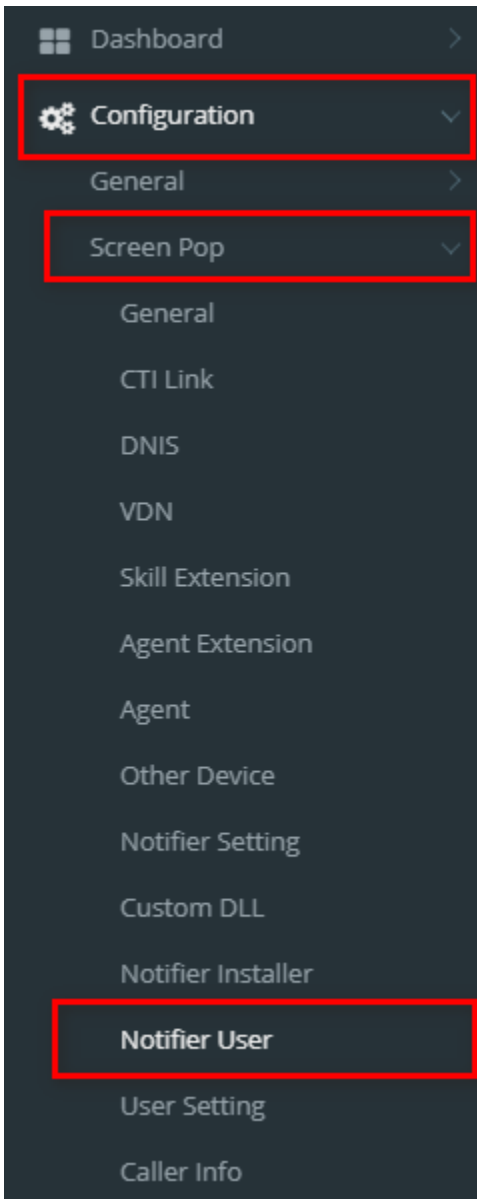 Dashboard
Configuration
General
Screen Pop
General
CTI Link
DNIS
VDN
Skill Extension
Agent Extension
Agent
Other Device
Notifier Setting
Custom DLL
Notifier Installer
Notifier User
User Setting
Caller Info